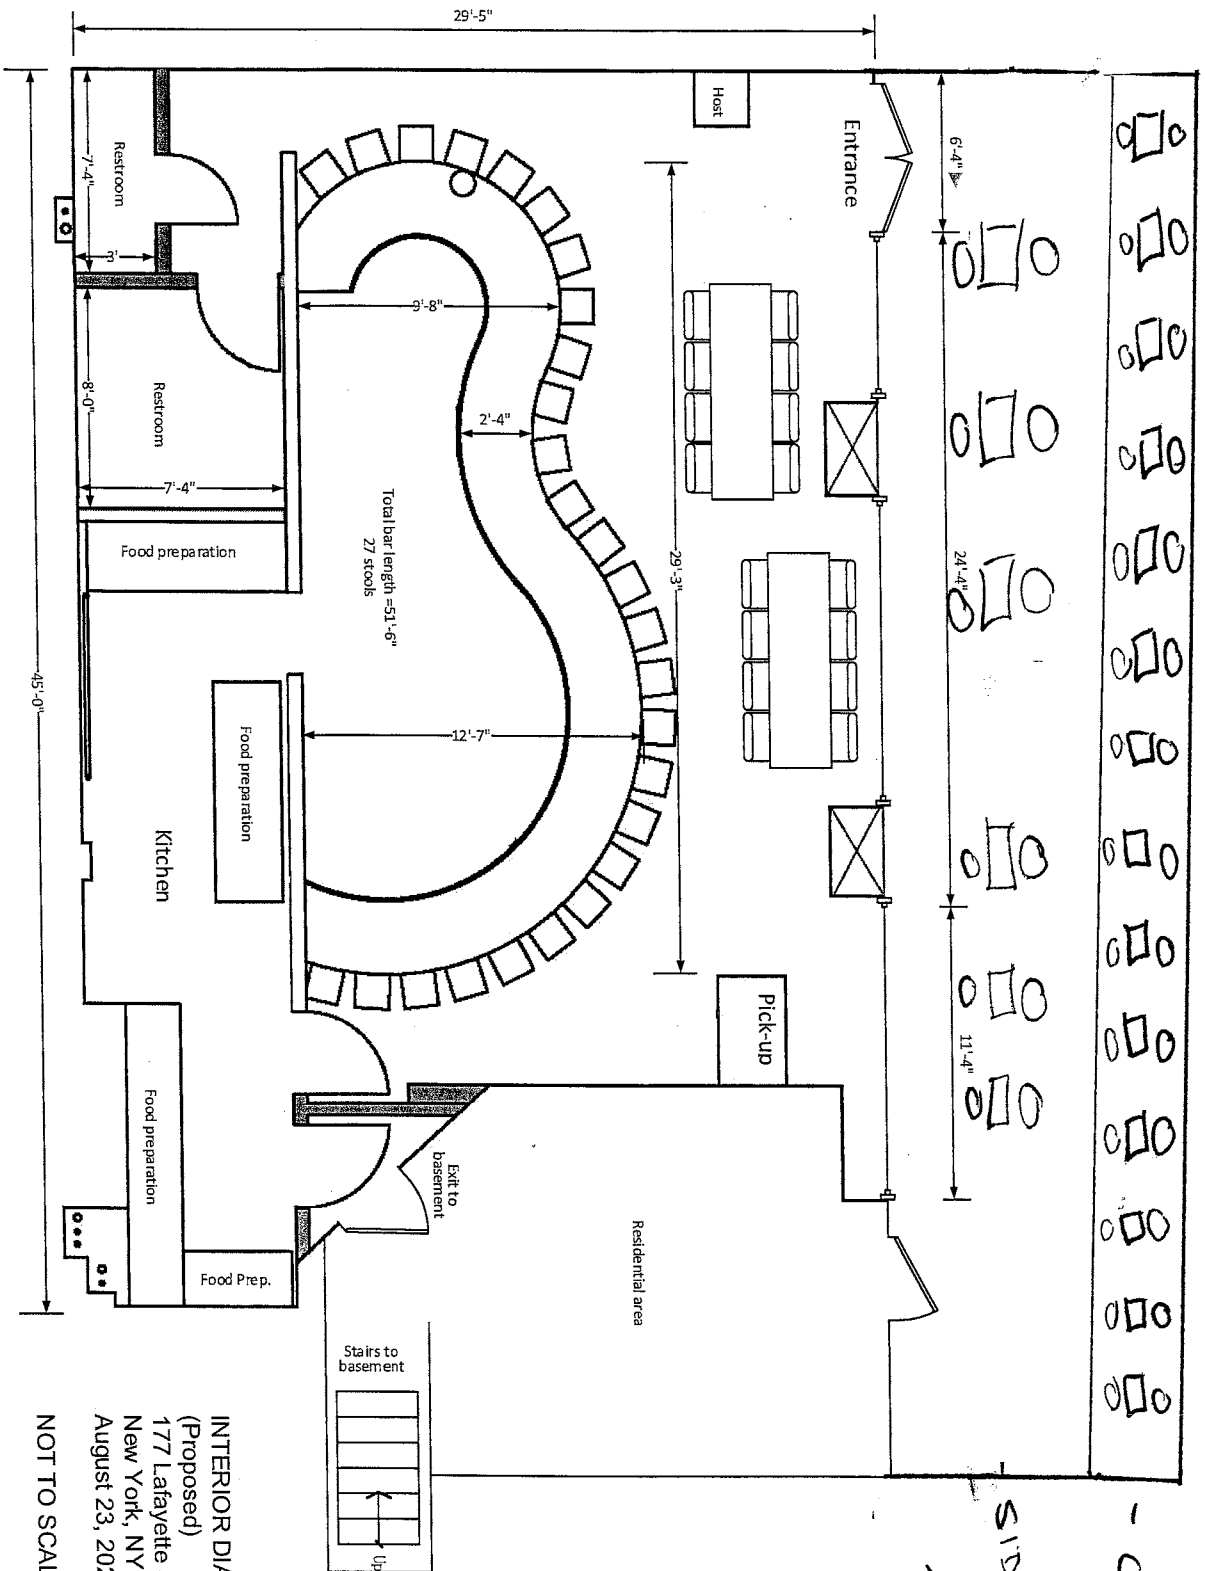 29'-5"
Host
Entrance
6'-4"
Restroom
7'-4"
3'
9'-8"
2'-4"
8'-0"
Restroom
7'-4"
Total bar length =51'-6"
27 stools
29'-3"
24'-4"
Food preparation
45'-0"
Food preparation
12'-7"
Kitchen
Pick-up
11'-4"
Food preparation
Exit to
basement
Residential area
Food Prep.
Stairs to
basement
Up
INTERIOR DIA
(Proposed)
177 Lafayette
New York, NY
August 23, 202
NOT TO SCAL
SID